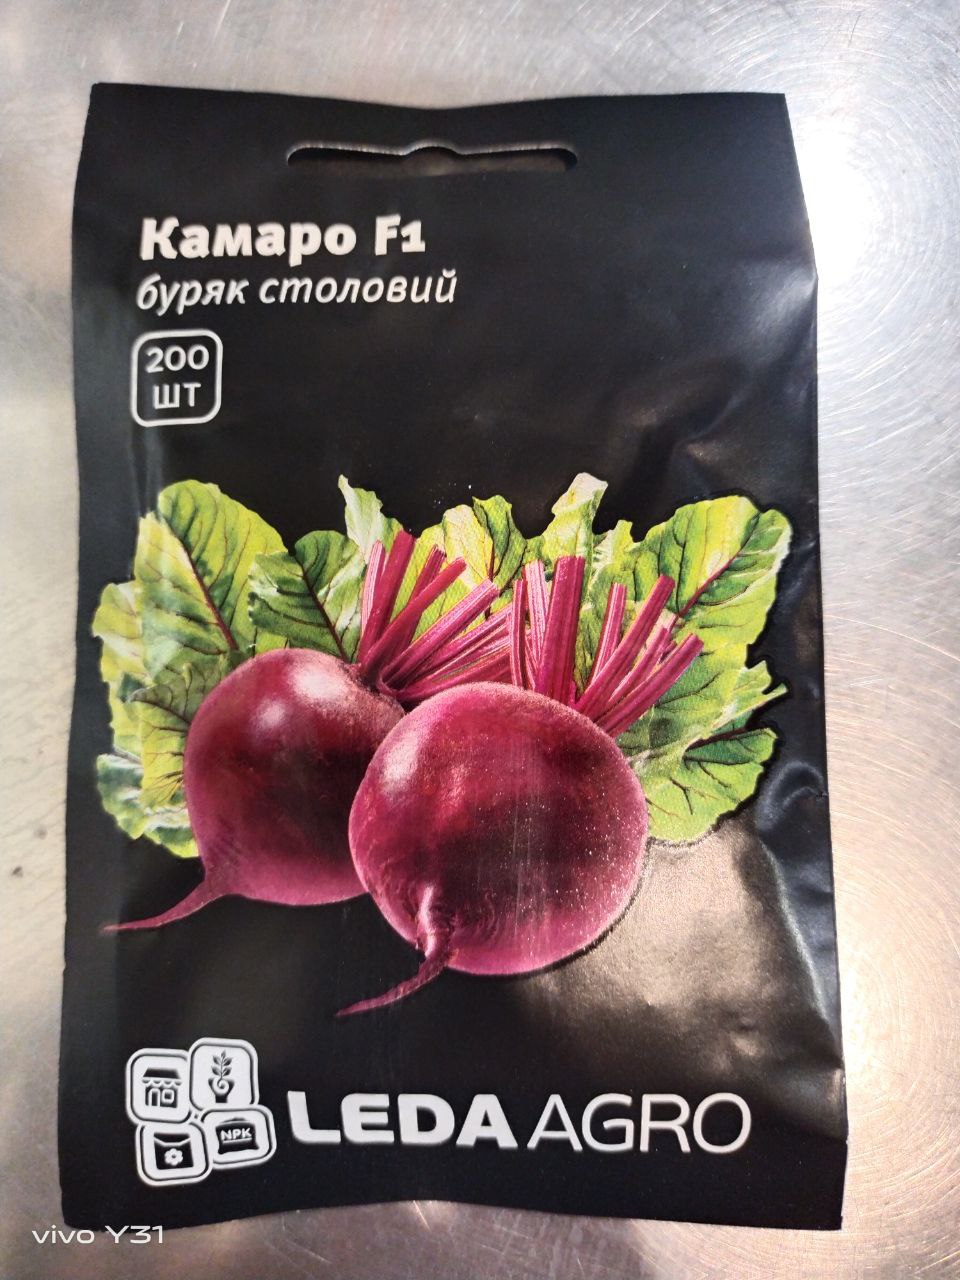 Камаро F1
буряк столовий
200
ШТ
NPK
LEDA AGRO
vivo Y31